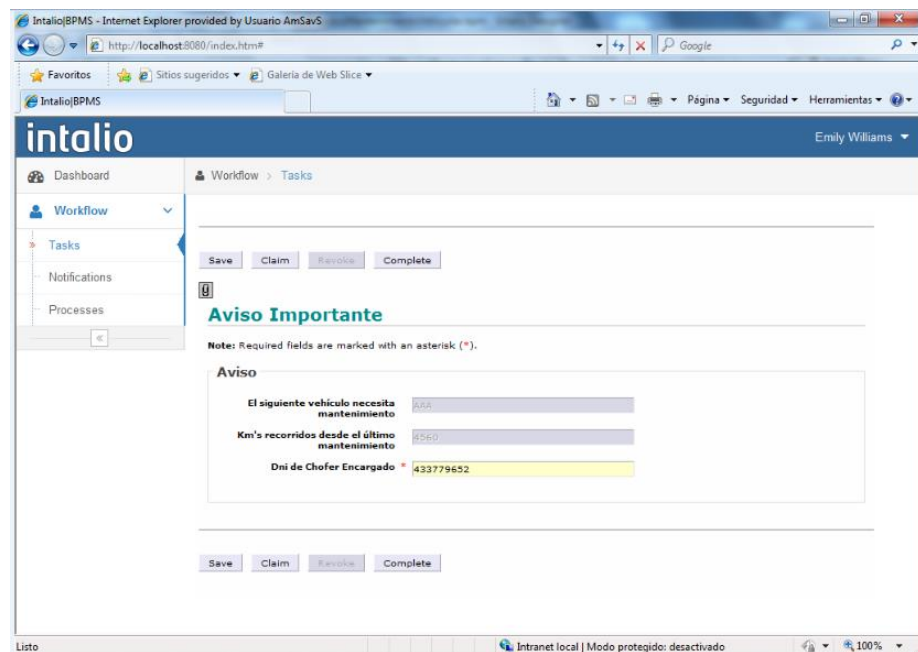 Intalio|BPMS - Internet Explorer provided by Usuario AmSavS
http://localhost:8080/index.htm#
Google
Favoritos
Sitios sugeridos
Galería de Web Slice
Intalio|BPMS
Página
Seguridad
Herramientas
intalio
Emily Williams
Dashboard
Workflow > Tasks
Workflow
Tasks
Notifications
Processes
Save Claim Revoke Complete
Aviso Importante
Note: Required fields are marked with an asterisk (*).
Aviso
El siguiente vehículo necesita
mantenimiento
AAA
Km's recorridos desde el último
mantenimiento
4560
Dni de Chofer Encargado *
433779652
Save Claim Revoke Complete
Listo
Intranet local | Modo protegido: desactivado
100%